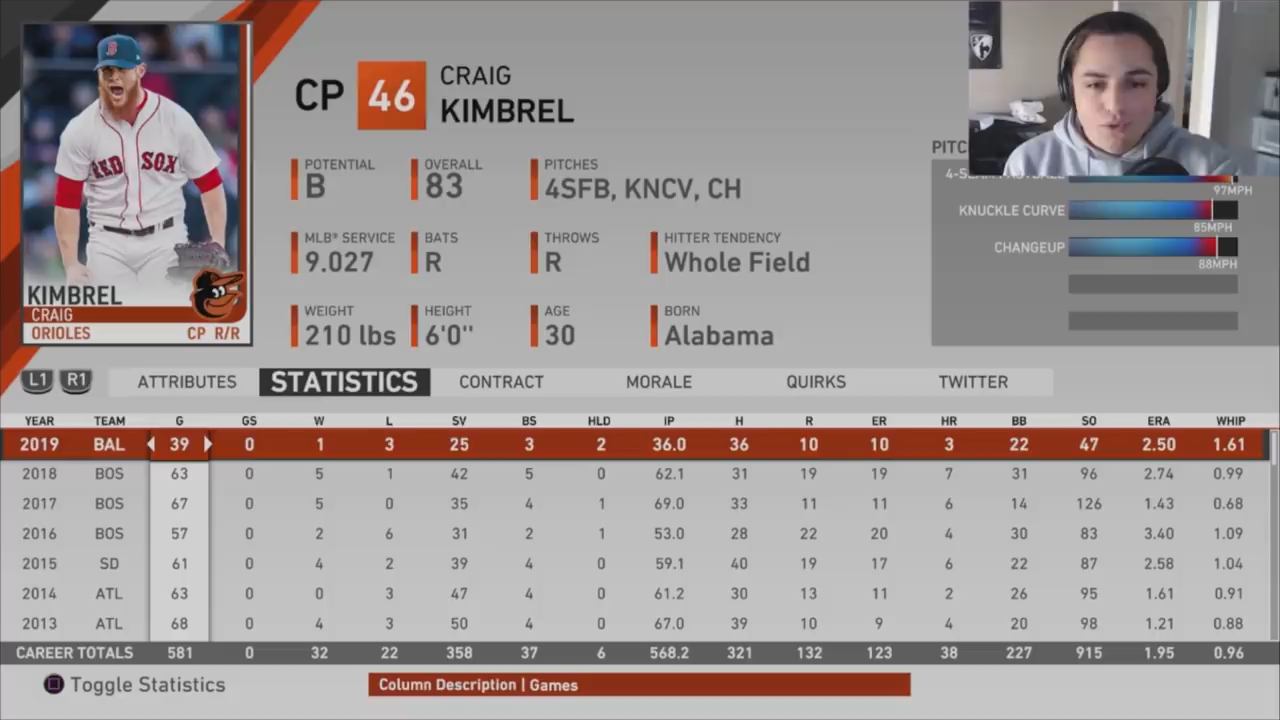 CP 46 CRAIG KIMBREL
POTENTIAL B
OVERALL 83
PITCHES 4SFB, KNCV, CH
MLB® SERVICE 9.027
BATS R
THROWS R
HITTER TENDENCY Whole Field
WEIGHT 210 lbs
HEIGHT 6'0"
AGE 30
BORN Alabama
RED SOX
KIMBREL
CRAIG
ORIOLES CP R/R
PITC
97MPH
KNUCKLE CURVE
85MPH
CHANGEUP
88MPH
L1 R1 ATTRIBUTES STATISTICS CONTRACT MORALE QUIRKS TWITTER
YEAR TEAM G GS W L SV BS HLD IP H R ER HR BB SO ERA WHIP
2019 BAL 39 0 1 3 25 3 2 36.0 36 10 10 3 22 47 2.50 1.61
2018 BOS 63 0 5 1 42 5 0 62.1 31 19 19 7 31 96 2.74 0.99
2017 BOS 67 0 5 0 35 4 1 69.0 33 11 11 6 14 126 1.43 0.68
2016 BOS 57 0 2 6 31 2 1 53.0 28 22 20 4 30 83 3.40 1.09
2015 SD 61 0 4 2 39 4 0 59.1 40 19 17 6 22 87 2.58 1.04
2014 ATL 63 0 0 3 47 4 0 61.2 30 13 11 2 26 95 1.61 0.91
2013 ATL 68 0 4 3 50 4 0 67.0 39 10 9 4 20 98 1.21 0.88
CAREER TOTALS 581 0 32 22 358 37 6 568.2 321 132 123 38 227 915 1.95 0.96
Toggle Statistics
Column Description | Games